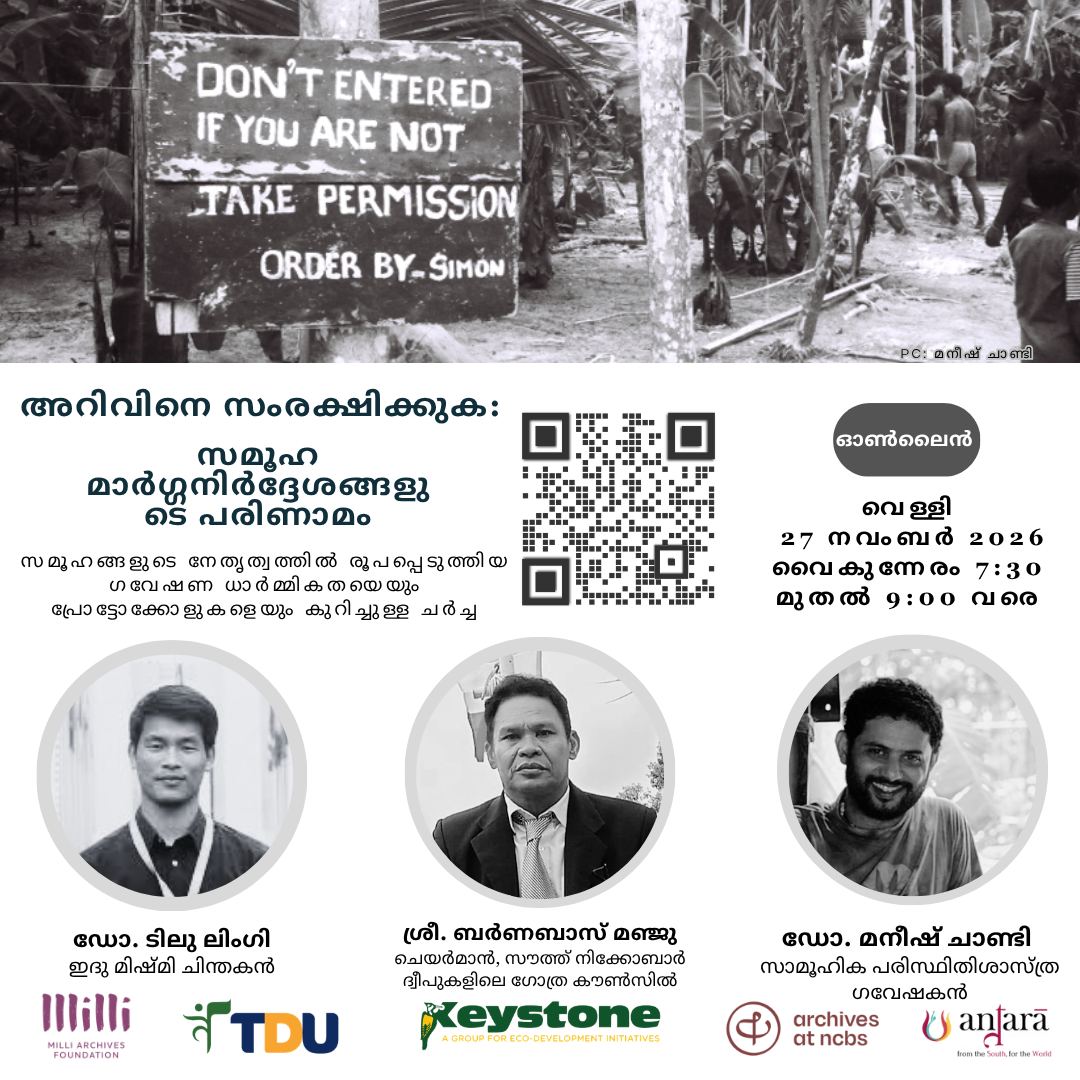 DON'T ENTERED
IF YOU ARE NOT
TAKE PERMISSION
ORDER BY- SIMON
PC: മനീഷ് ചാണ്ടി
അറിവിനെ സംരക്ഷിക്കുക:
സമൂഹ
മാർഗ്ഗനിർദ്ദേശങ്ങളു
ടെ പരിണാമം
സമൂഹങ്ങളുടെ നേതൃത്വത്തിൽ രൂപപ്പെടുത്തിയ
ഗവേഷണ ധാർമ്മികതയെയും
പ്രോട്ടോക്കോളുകളെയും കുറിച്ചുള്ള ചർച്ച
ഓൺലൈൻ
വെള്ളി
27 നവംബർ 2026
വൈകുന്നേരം 7:30
മുതൽ 9:00 വരെ
ഡോ. ടിലു ലിംഗി
ഇദു മിഷ്മി ചിന്തകൻ
ശ്രീ. ബർണബാസ് മഞ്ജു
ചെയർമാൻ, സൗത്ത് നിക്കോബാർ
ദ്വീപുകളിലെ ഗോത്ര കൗൺസിൽ
ഡോ. മനീഷ് ചാണ്ടി
സാമൂഹിക പരിസ്ഥിതിശാസ്ത്ര
ഗവേഷകൻ
Milli
MILLI ARCHIVES
FOUNDATION
TDU
Keystone
A GROUP FOR ECO-DEVELOPMENT INITIATIVES
archives
at ncbs
antarā
from the South, for the World